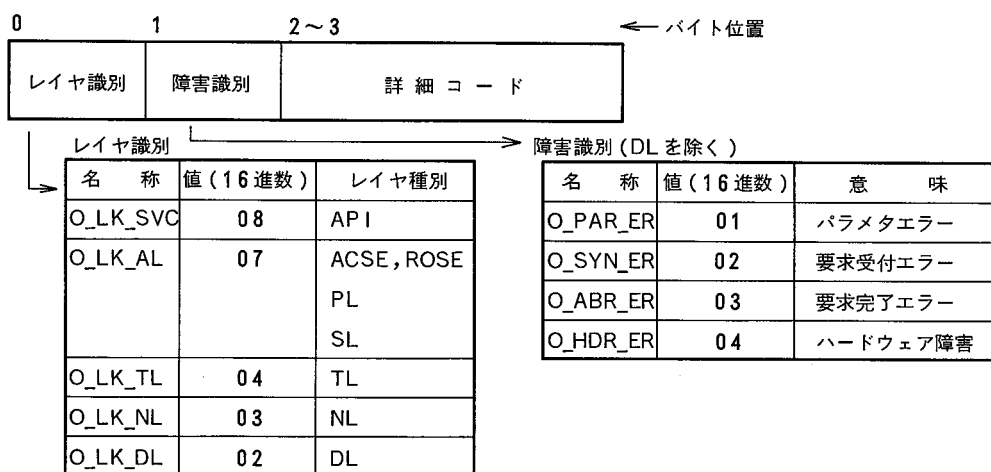 0 1 2～3 ← バイト位置
レイヤ識別 障害識別 詳細コード
レイヤ識別
名 称 値(16進数) レイヤ種別
O_LK_SVC 08 API
O_LK_AL 07 ACSE,ROSE
PL
SL
O_LK_TL 04 TL
O_LK_NL 03 NL
O_LK_DL 02 DL
障害識別(DLを除く)
名 称 値(16進数) 意 味
O_PAR_ER 01 パラメタエラー
O_SYN_ER 02 要求受付エラー
O_ABR_ER 03 要求完了エラー
O_HDR_ER 04 ハードウェア障害